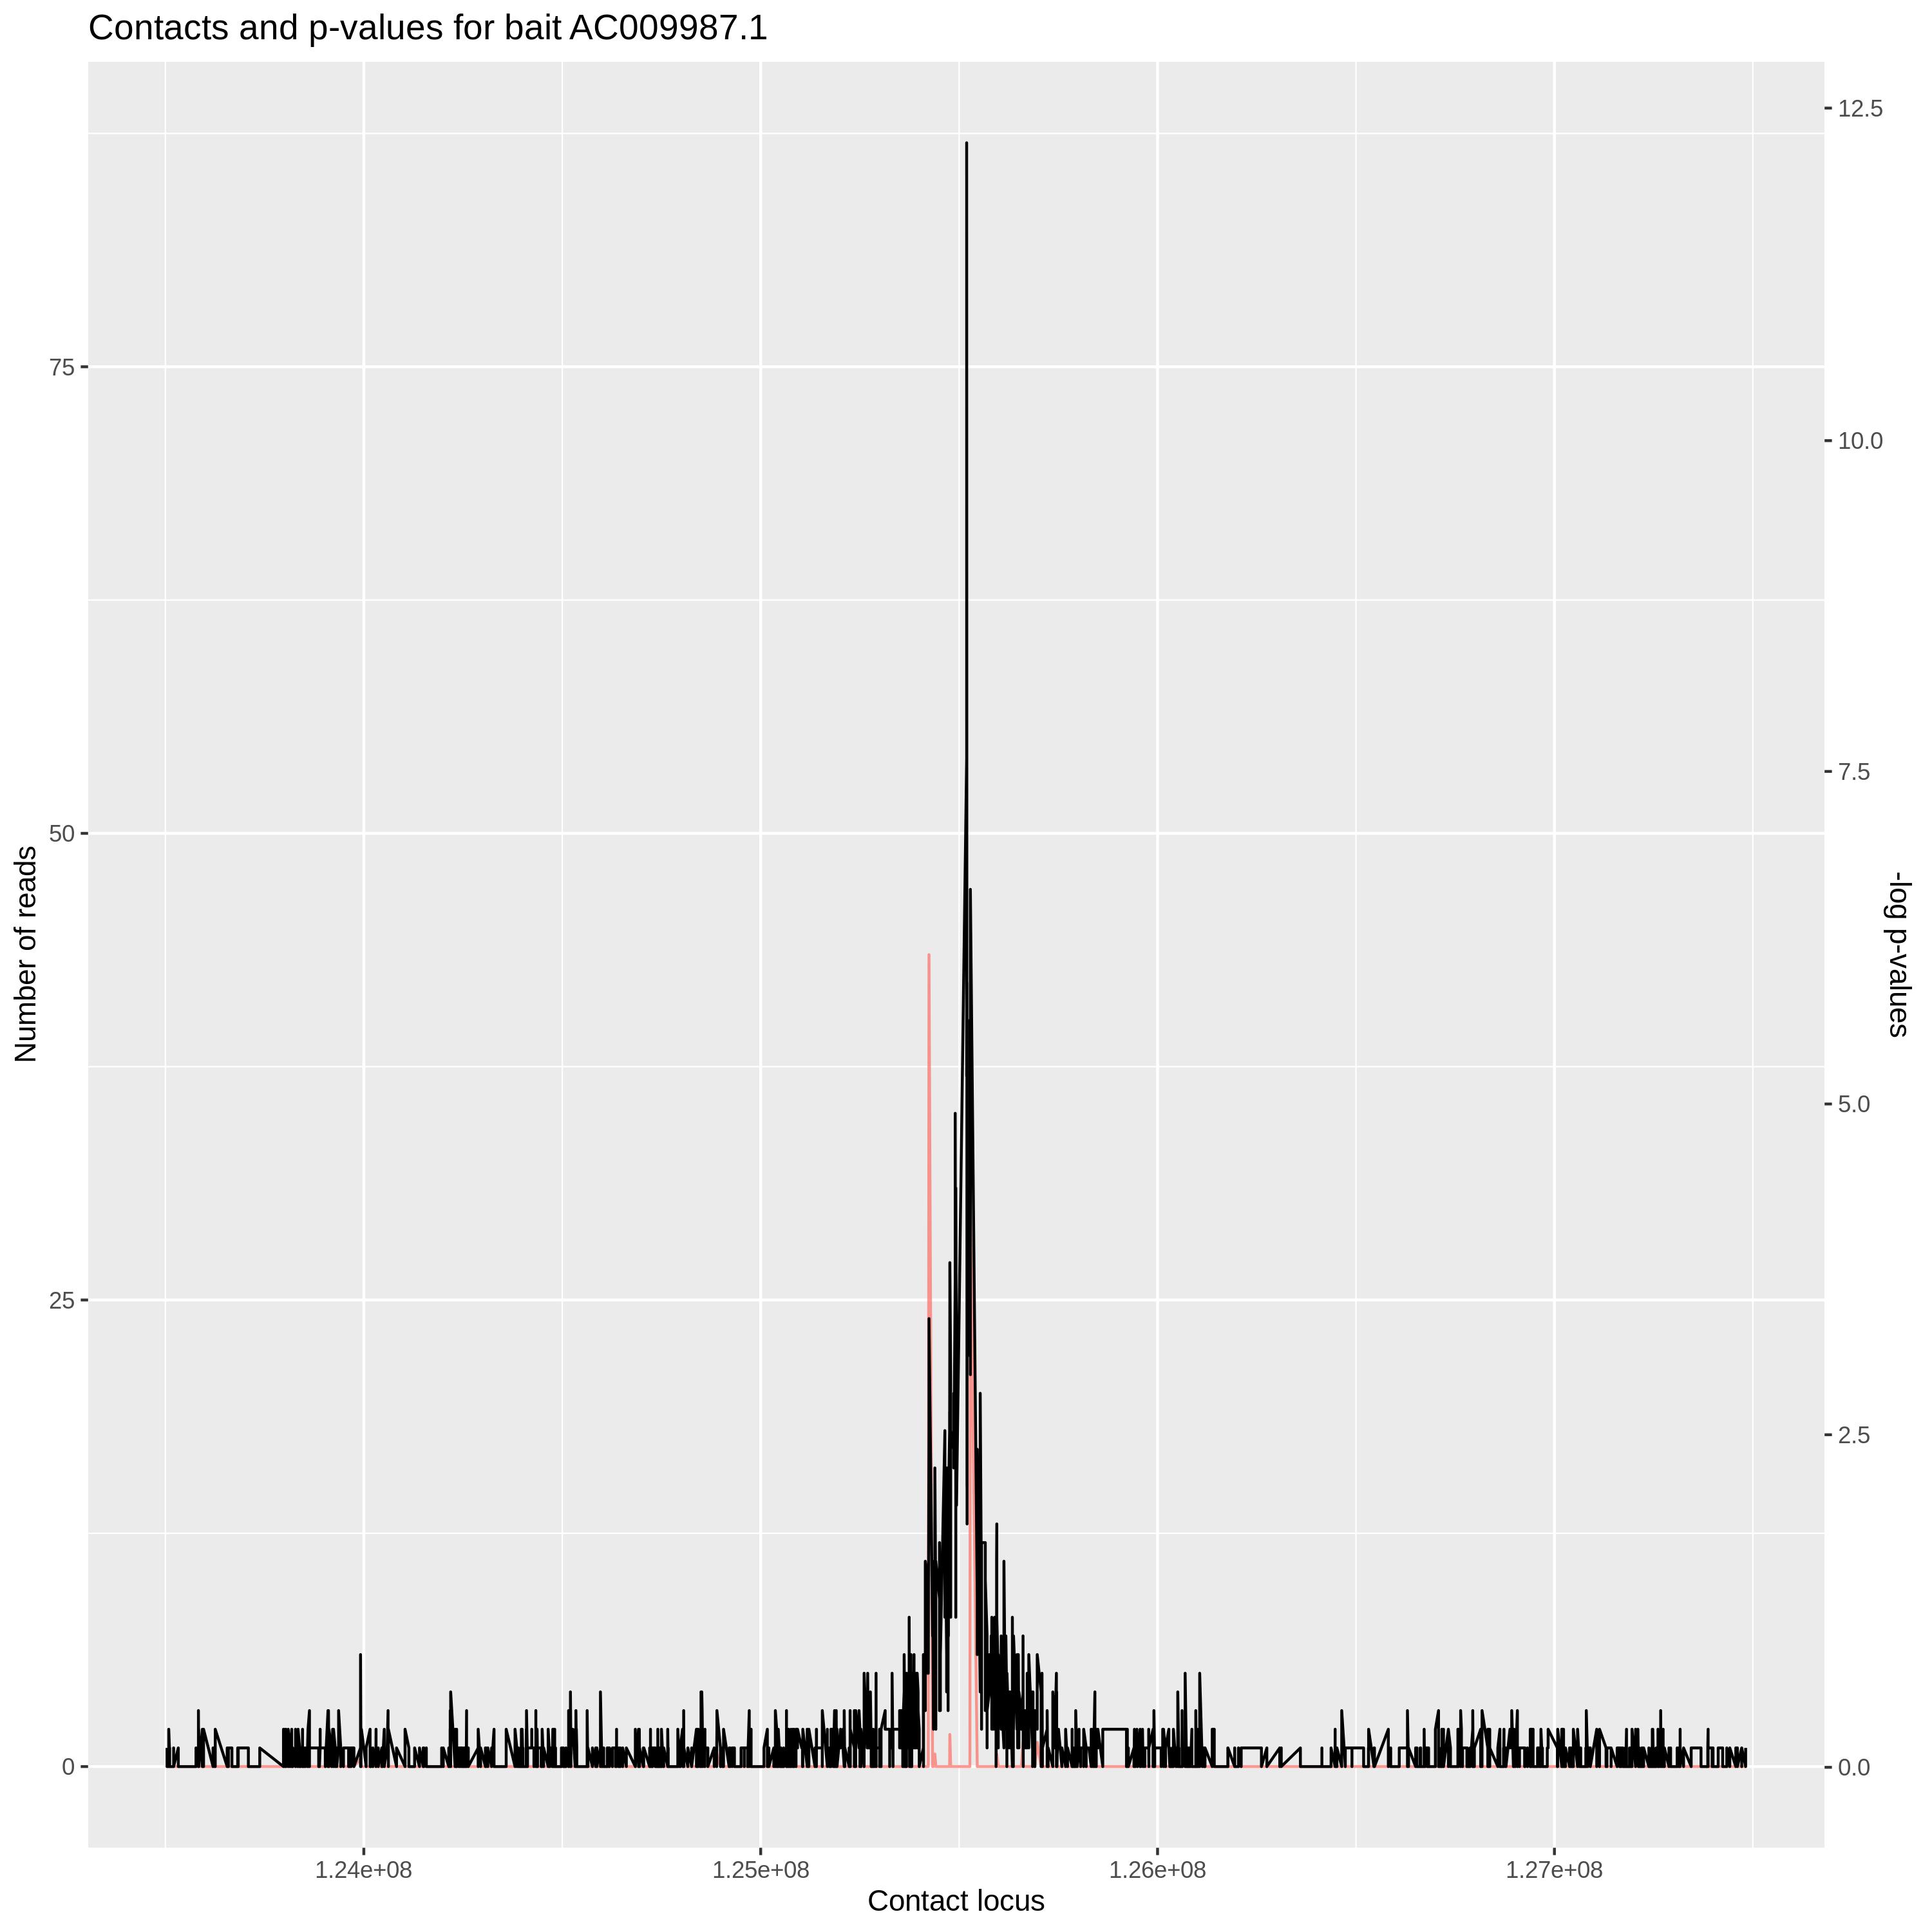 Contacts and p-values for bait AC009987.1
12.5
75
10.0
7.5
50
Number of reads
-log p-values
5.0
25
2.5
0
0.0
1.24e+08
1.25e+08
1.26e+08
1.27e+08
Contact locus